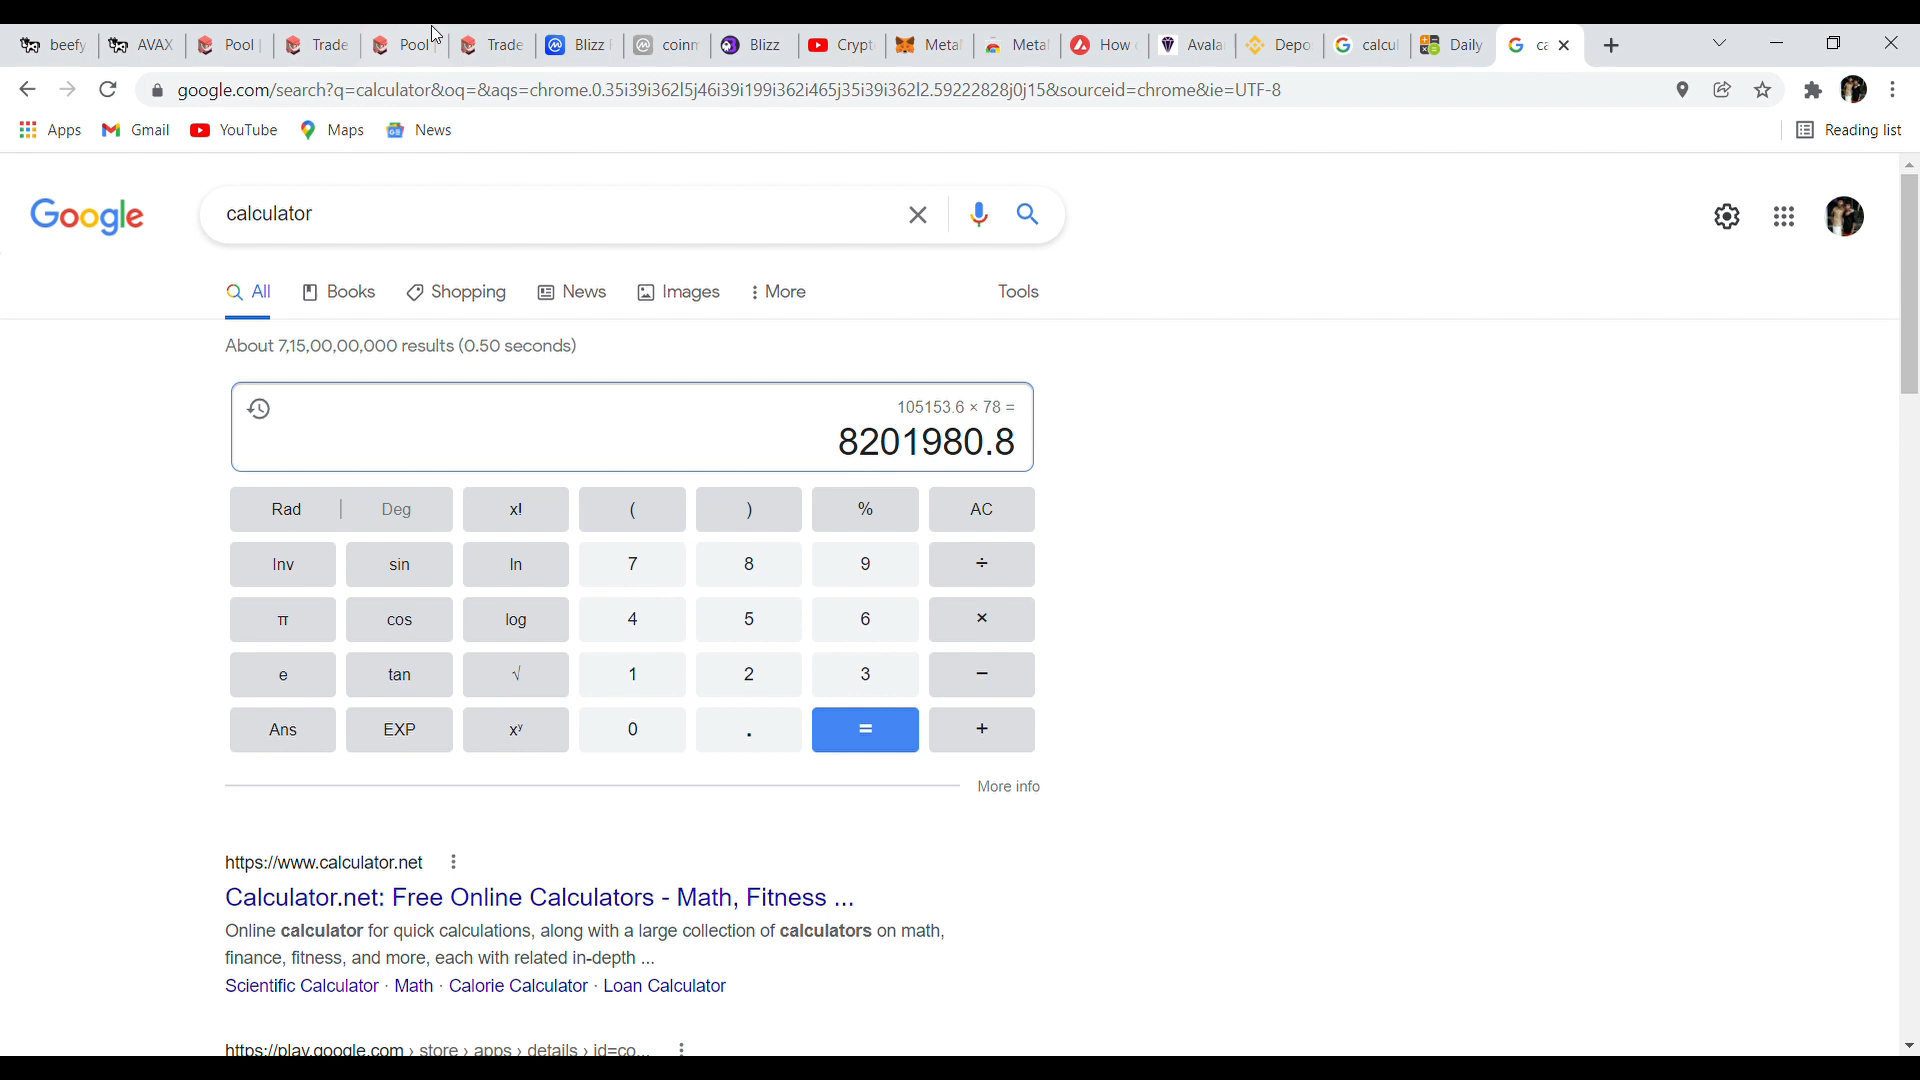 beefy AVAX Pool Trade Pool Trade Blizz coinm Blizz Crypt Meta Metal How Avala Depo calcul Daily ca
google.com/search?q=calculator&oq=&aqs=chrome.0.35i39i362l5j46i39i199i362i465j35i39i362l2.59222828j0j15&sourceid=chrome&ie=UTF-8
Apps Gmail YouTube Maps News Reading list
Google calculator
All Books Shopping News Images More Tools
About 7,15,00,00,000 results (0.50 seconds)
105153.6 × 78 =
8201980.8
Rad | Deg x! ( ) % AC
Inv sin ln 7 8 9 ÷
π cos log 4 5 6 ×
e tan √ 1 2 3 −
Ans EXP xʸ 0 . = +
More info
https://www.calculator.net
Calculator.net: Free Online Calculators - Math, Fitness ...
Online calculator for quick calculations, along with a large collection of calculators on math,
finance, fitness, and more, each with related in-depth ...
Scientific Calculator · Math · Calorie Calculator · Loan Calculator
https://play.google.com › store › apps › details › id=co...